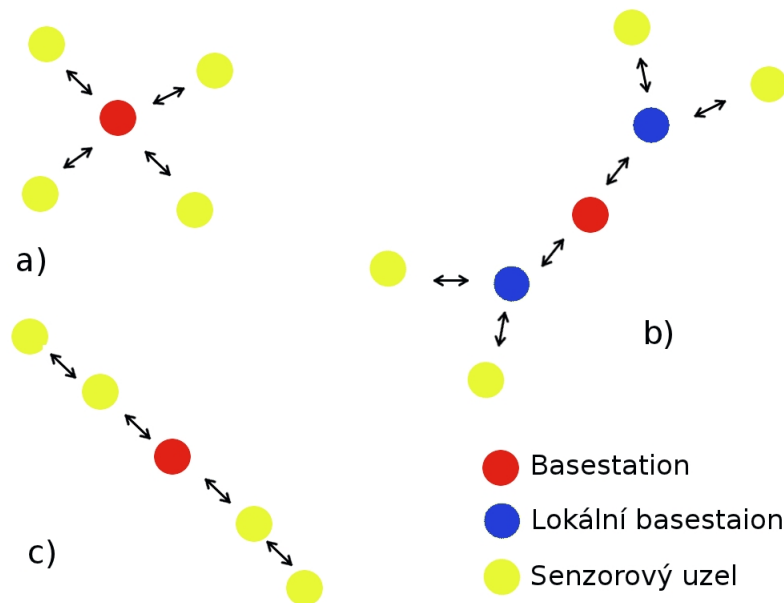 a)
b)
c)
Basestation
Lokální basestaion
Senzorový uzel